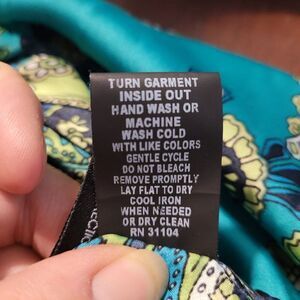 TURN GARMENT
INSIDE OUT
HAND WASH OR
MACHINE
WASH COLD
WITH LIKE COLORS
GENTLE CYCLE
DO NOT BLEACH
REMOVE PROMPTLY
LAY FLAT TO DRY
COOL IRON
WHEN NEEDED
OR DRY CLEAN
RN 31104